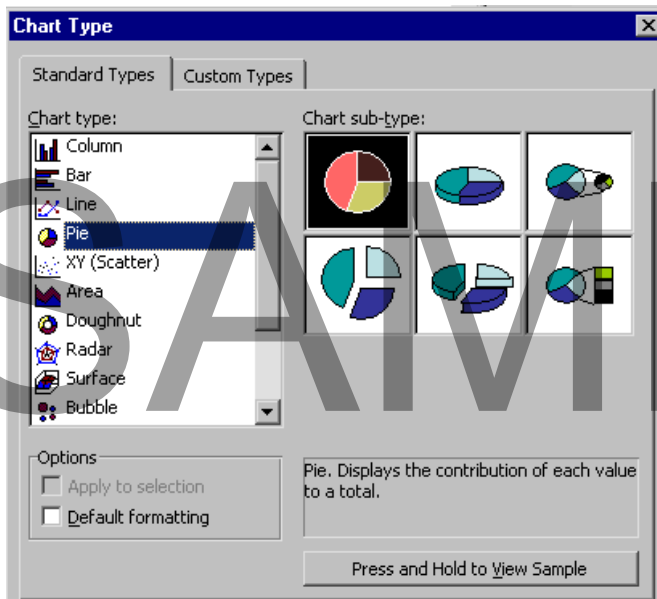 Chart Type
Standard Types
Custom Types
Chart type:
Chart sub-type:
Column
Bar
Line
Pie
XY (Scatter)
Area
Doughnut
Radar
Surface
Bubble
Options
Apply to selection
Default formatting
Pie. Displays the contribution of each value
to a total.
Press and Hold to View Sample
SAM